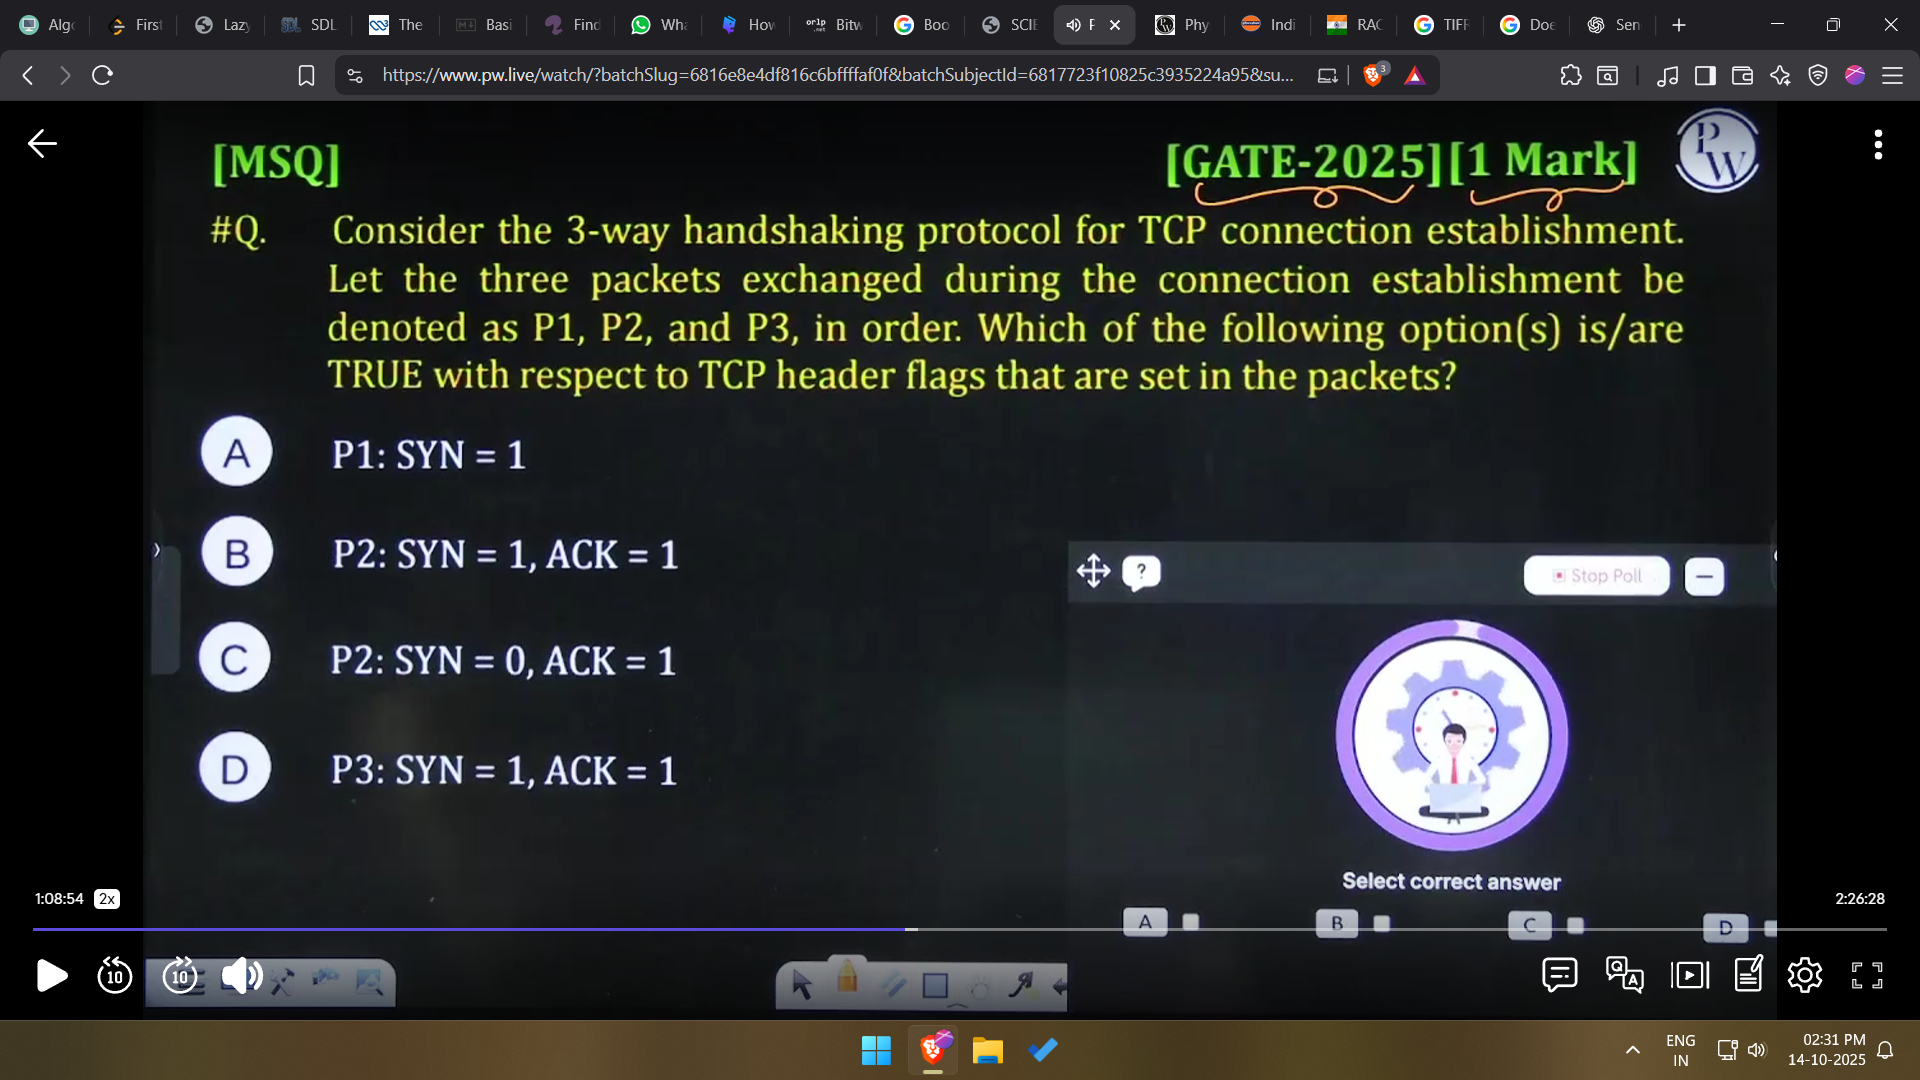 Algo
First
Lazy
SDL
The
Basi
Find
Wha
How
Bitw
Boo
SCIE
F
Phy
Indi
RAC
TIFF
Doe
Sen
https://www.pw.live/watch/?batchSlug=6816e8e4df816c6bffffaf0f&batchSubjectId=6817723f10825c3935224a95&su...
3
[MSQ]
[GATE-2025][1 Mark]
PW
#Q. Consider the 3-way handshaking protocol for TCP connection establishment.
Let the three packets exchanged during the connection establishment be
denoted as P1, P2, and P3, in order. Which of the following option(s) is/are
TRUE with respect to TCP header flags that are set in the packets?
A P1: SYN = 1
B P2: SYN = 1, ACK = 1
? Stop Poll
C P2: SYN = 0, ACK = 1
D P3: SYN = 1, ACK = 1
Select correct answer
1:08:54 2x
2:26:28
A B C D
10 10
Q A
ENG
IN
02:31 PM
14-10-2025